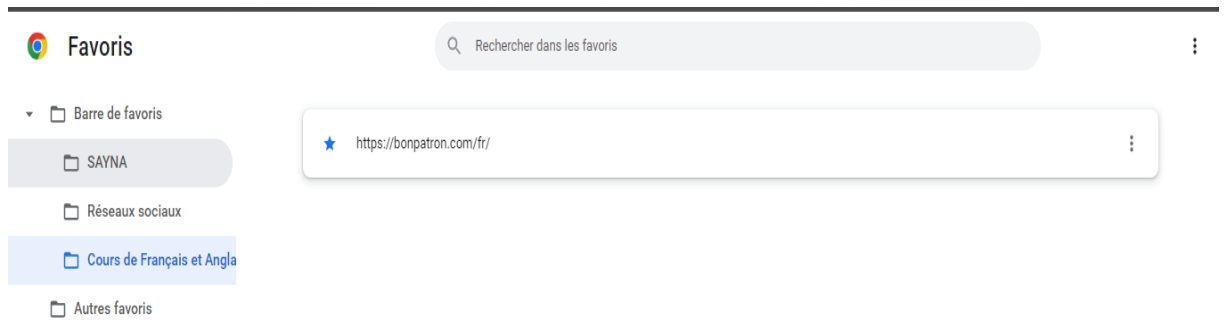 Favoris
Rechercher dans les favoris
Barre de favoris
SAYNA
Réseaux sociaux
Cours de Français et Angla
Autres favoris
https://bonpatron.com/fr/